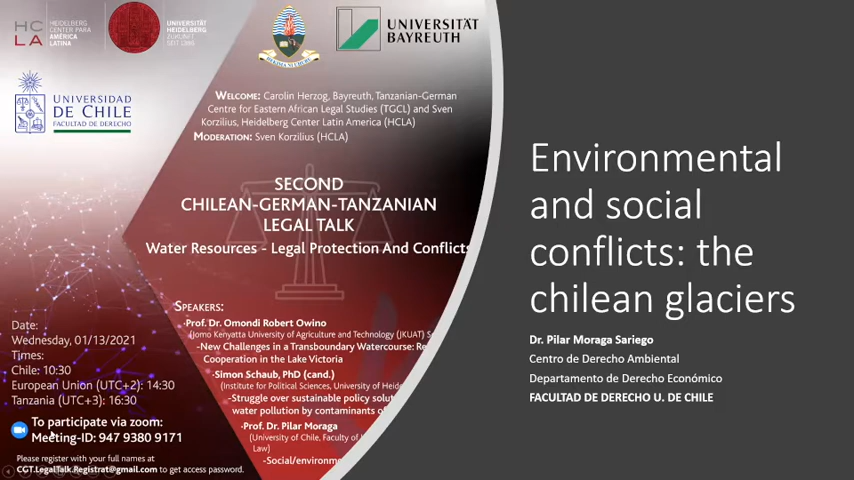 HC
LA
HEIDELBERG
CENTER PARA
AMÉRICA
LATINA
UNIVERSITÄT
HEIDELBERG
ZUKUNFT
SEIT 1386
UNIVERSITÄT
BAYREUTH
UNIVERSIDAD
DE CHILE
FACULTAD DE DERECHO
WELCOME: Carolin Herzog, Bayreuth, Tanzanian-German
Centre for Eastern African Legal Studies (TGCL) and Sven
Korzilius, Heidelberg Center Latin America (HCLA)
MODERATION: Sven Korzilius (HCLA)
SECOND
CHILEAN-GERMAN-TANZANIAN
LEGAL TALK
Water Resources - Legal Protection And Conflicts
SPEAKERS:
·Prof. Dr. Omondi Robert Owino
(Jomo Kenyatta University of Agriculture and Technology (JKUAT)
-New Challenges in a Transboundary Watercourse:
Cooperation in the Lake Victoria
·Simon Schaub, PhD (cand.)
(Institute for Political Sciences, University of
-Struggle over sustainable policy
water pollution by contaminants
·Prof. Dr. Pilar Moraga
(University of Chile, Faculty of
Law)
Date:
Wednesday, 01/13/2021
Times:
Chile: 10:30
European Union (UTC+2): 14:30
Tanzania (UTC+3): 16:30
To participate via zoom:
Meeting-ID: 947 9380 9171
Please register with your full names at
CGT.LegalTalk.Registrat@gmail.com to get access password.
Environmental
and social
conflicts: the
chilean glaciers
Dr. Pilar Moraga Sariego
Centro de Derecho Ambiental
Departamento de Derecho Económico
FACULTAD DE DERECHO U. DE CHILE